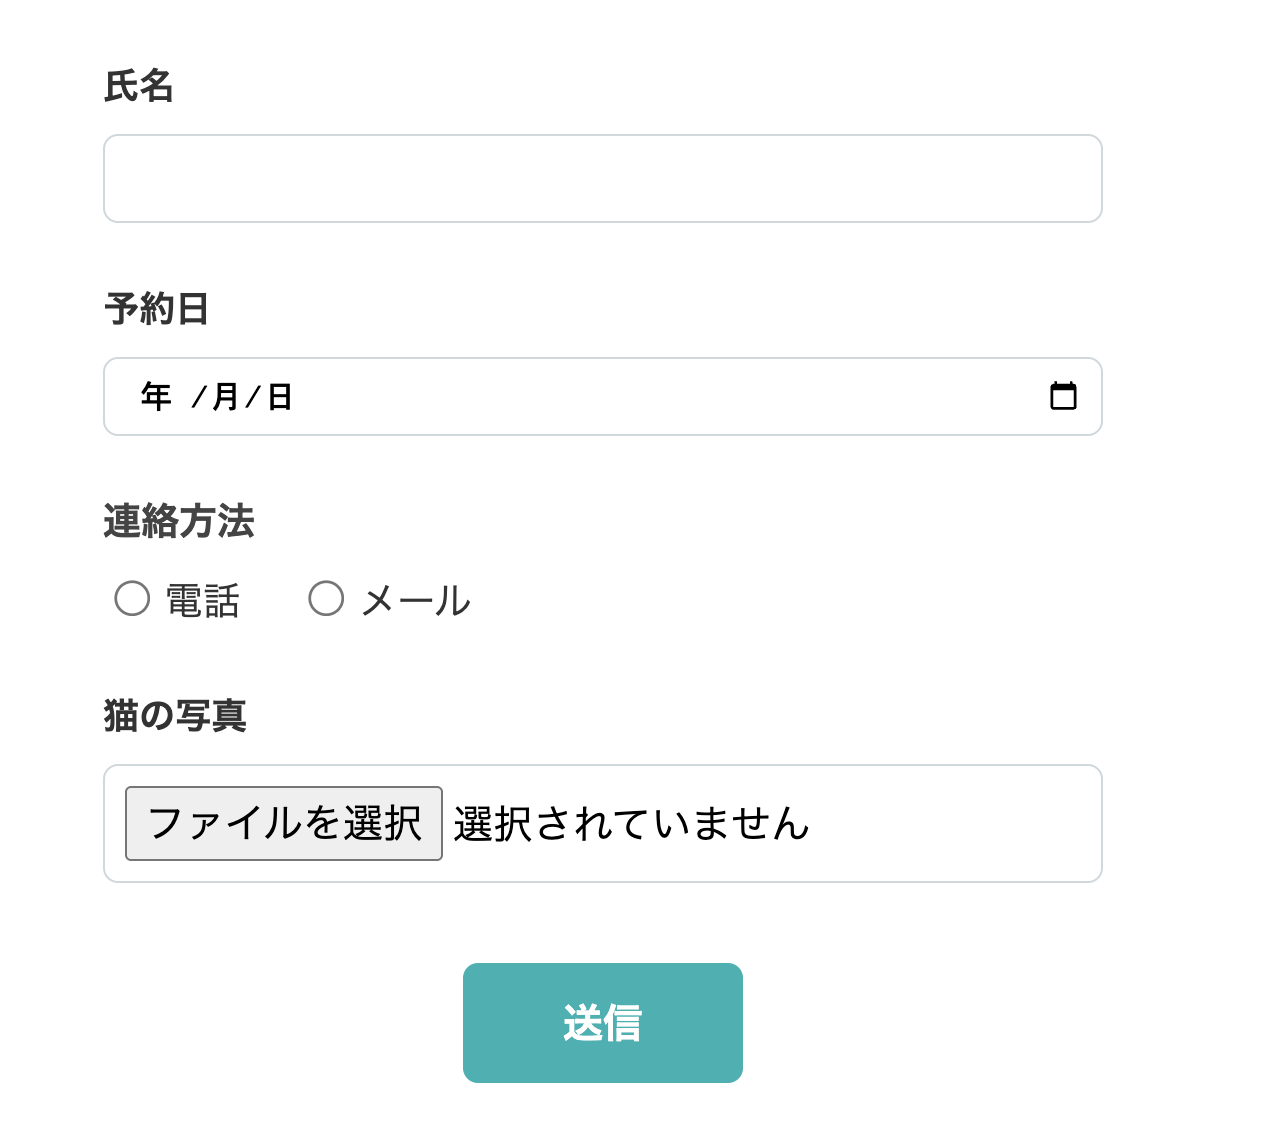 氏名
予約日
年 /月/日
連絡方法
電話 メール
猫の写真
ファイルを選択 選択されていません
送信